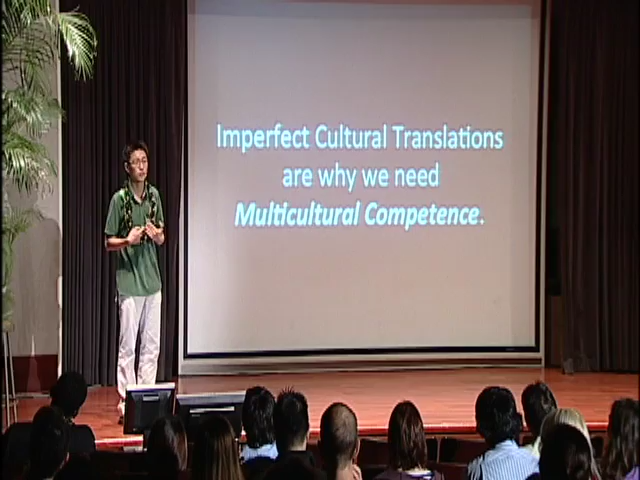 Imperfect Cultural Translations
are why we need
Multicultural Competence.